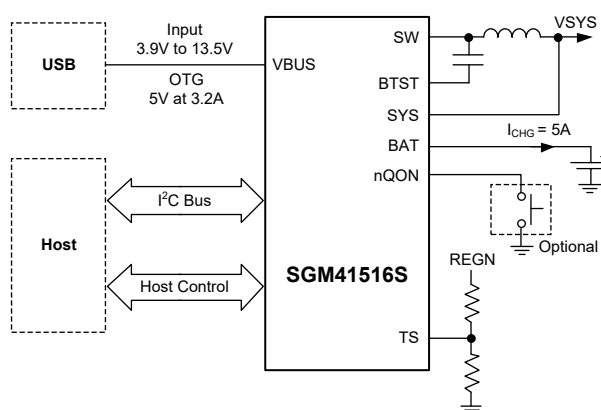 USB
Input
3.9V to 13.5V
OTG
5V at 3.2A
VBUS
Host
I²C Bus
Host Control
SGM41516S
SW
BTST
SYS
BAT
nQON
TS
VSYS
I_CHG = 5A
+
Optional
REGN